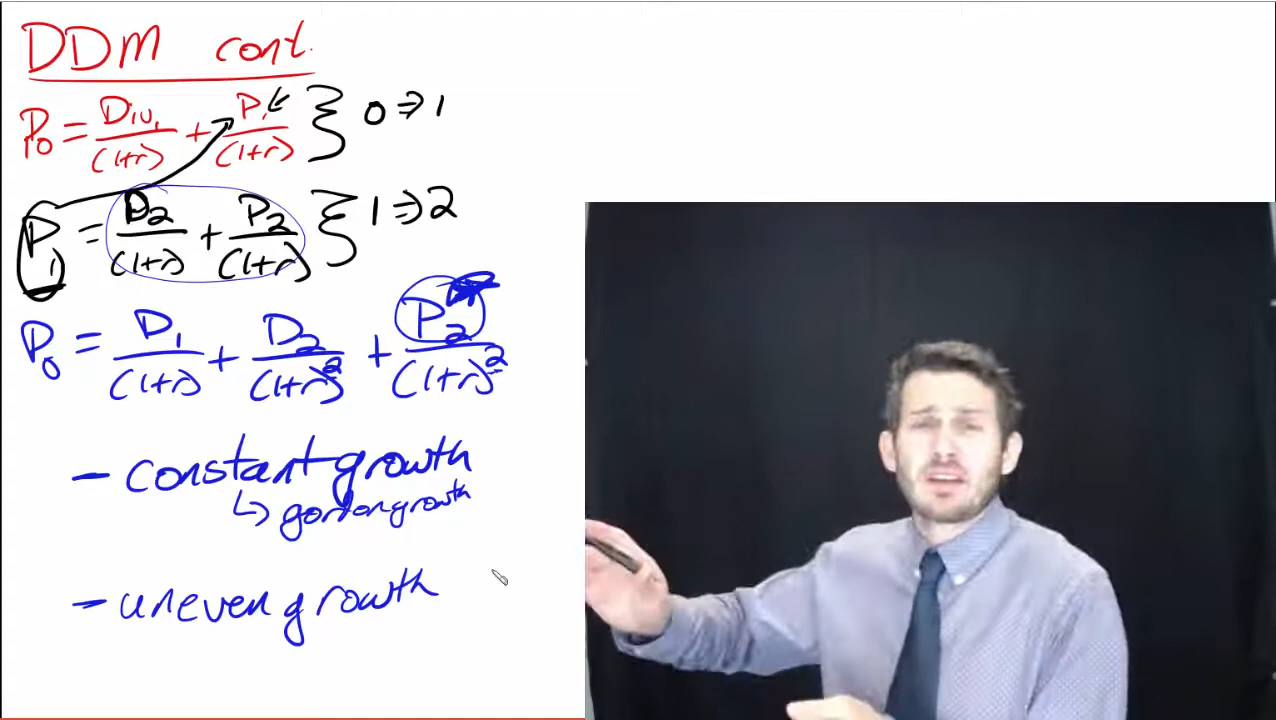 DDM cont.
P₀ = Div₁/(1+r) + P₁/(1+r) } 0 ⇒ 1
P₁ = D₂/(1+r) + P₂/(1+r) } 1 ⇒ 2
P₀ = D₁/(1+r) + D₂/(1+r)² + P₂/(1+r)²
- constant growth
↳ gordon growth
- uneven growth